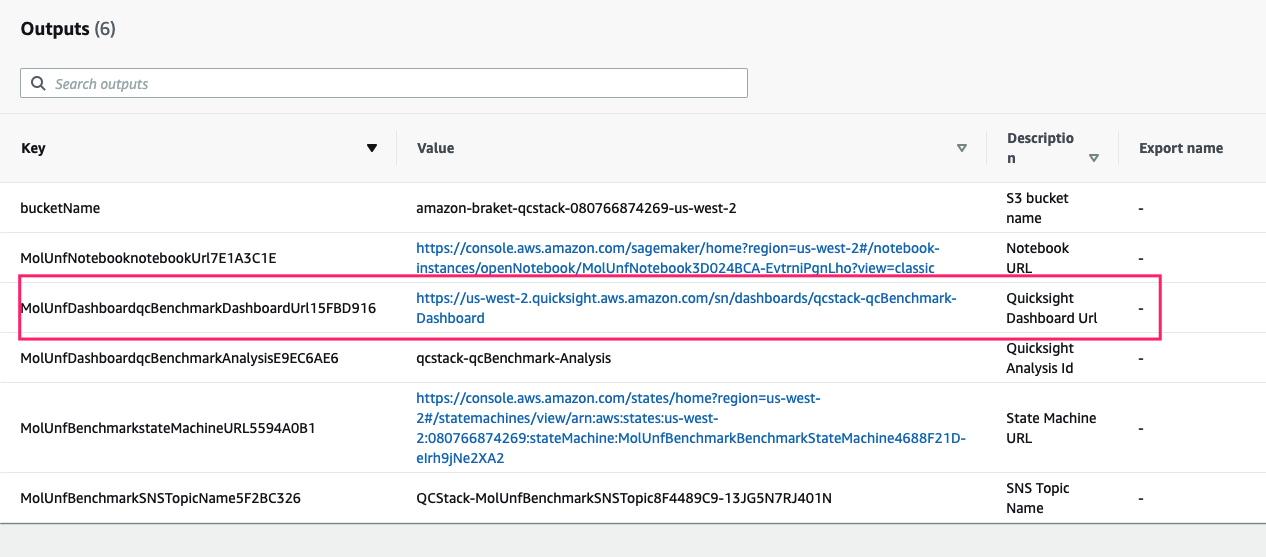 Outputs (6)
Search outputs
Key Value Descriptio
n Export name
bucketName amazon-braket-qcstack-080766874269-us-west-2 S3 bucket
name -
MolUnfNotebooknotebookUrl7E1A3C1E https://console.aws.amazon.com/sagemaker/home?region=us-west-2#/notebook-
instances/openNotebook/MolUnfNotebook3D024BCA-EvtrniPgnLho?view=classic Notebook
URL -
MolUnfDashboardqcBenchmarkDashboardUrl15FBD916 https://us-west-2.quicksight.aws.amazon.com/sn/dashboards/qcstack-qcBenchmark-
Dashboard Quicksight
Dashboard Url -
MolUnfDashboardqcBenchmarkAnalysisE9EC6AE6 qcstack-qcBenchmark-Analysis Quicksight
Analysis Id -
MolUnfBenchmarkstateMachineURL5594A0B1 https://console.aws.amazon.com/states/home?region=us-west-
2#/statemachines/view/arn:aws:states:us-west-
2:080766874269:stateMachine:MolUnfBenchmarkBenchmarkStateMachine4688F21D-
eIrh9jNe2XA2 State Machine
URL -
MolUnfBenchmarkSNSTopicName5F2BC326 QCStack-MolUnfBenchmarkSNSTopic8F4489C9-13JG5N7RJ401N SNS Topic
Name -